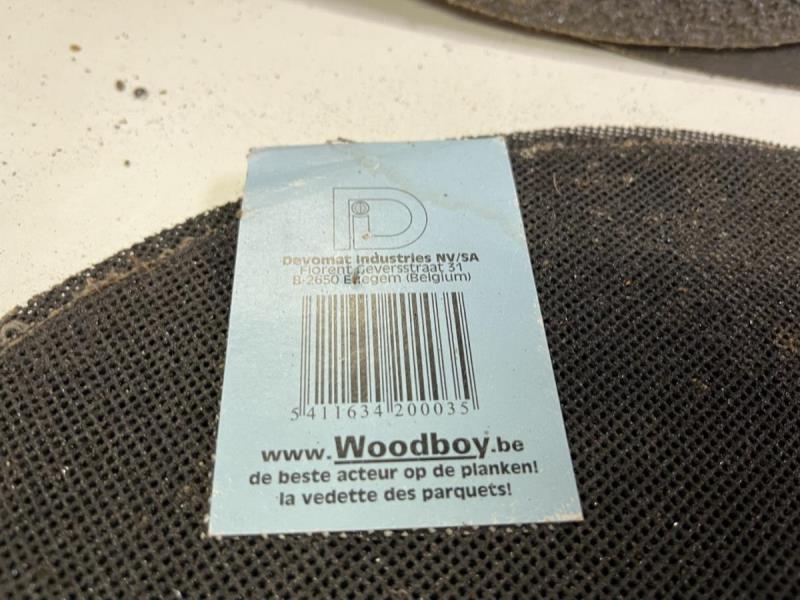 Devomat Industries NV/SA
Florent Geversstraat 31
B-2650 Edegem (Belgium)
5 411634 200035
www.Woodboy.be
de beste acteur op de planken!
la vedette des parquets!